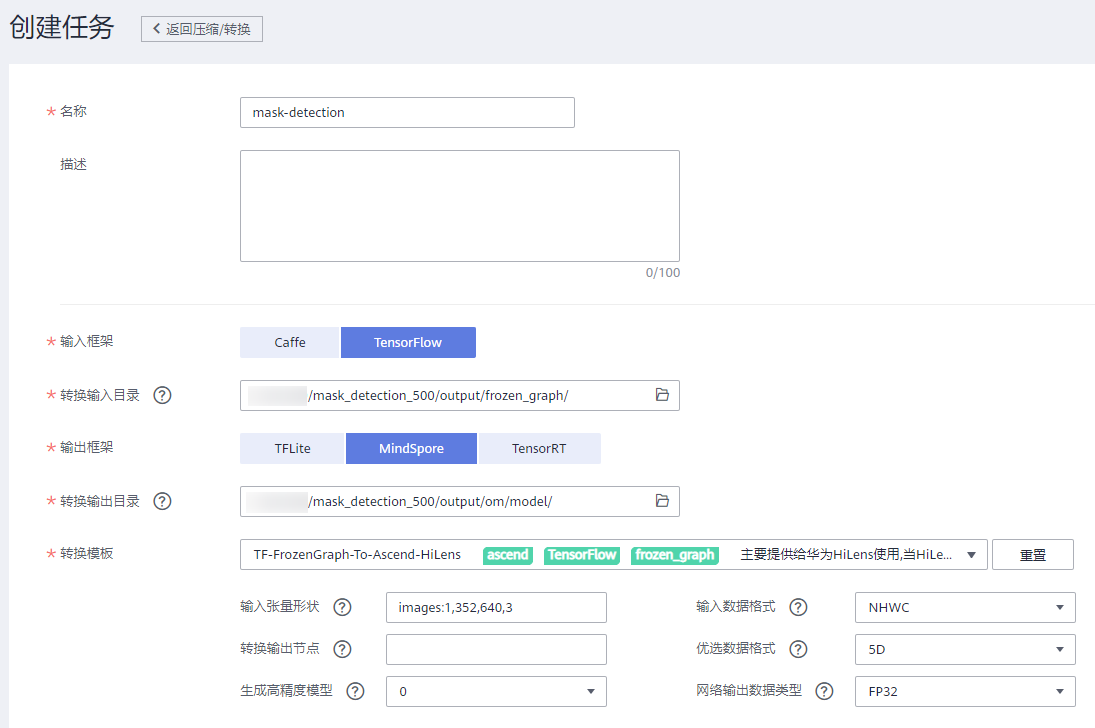 创建任务 返回压缩/转换
* 名称 mask-detection
描述
0/100
* 输入框架 Caffe TensorFlow
* 转换输入目录 ? /mask_detection_500/output/frozen_graph/
* 输出框架 TFLite MindSpore TensorRT
* 转换输出目录 ? /mask_detection_500/output/om/model/
* 转换模板 TF-FrozenGraph-To-Ascend-HiLens ascend TensorFlow frozen_graph 主要提供给华为HiLens使用,当HiLe... 重置
输入张量形状 ? images:1,352,640,3 输入数据格式 ? NHWC
转换输出节点 ? 优选数据格式 ? 5D
生成高精度模型 ? 0 网络输出数据类型 ? FP32